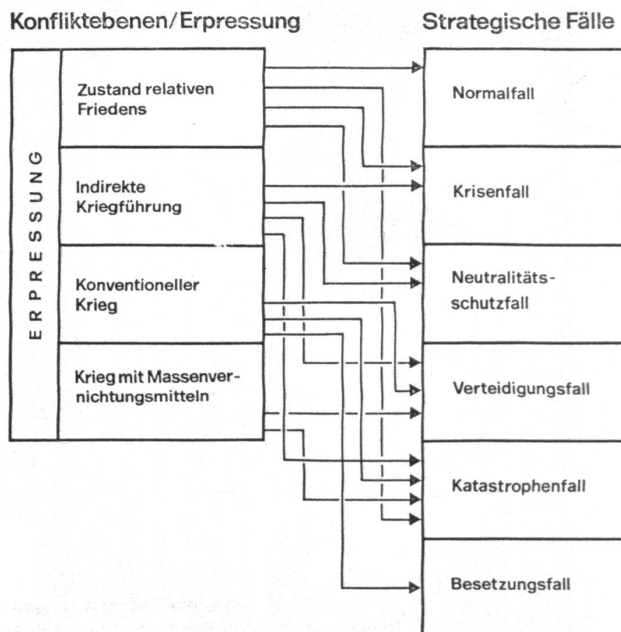 Konfliktebenen/Erpressung
Strategische Fälle
ERPRESSUNG
Zustand relativen
Friedens
Indirekte
Kriegführung
Konventioneller
Krieg
Krieg mit Massenver-
nichtungsmitteln
Normalfall
Krisenfall
Neutralitäts-
schutzfall
Verteidigungsfall
Katastrophenfall
Besetzungsfall